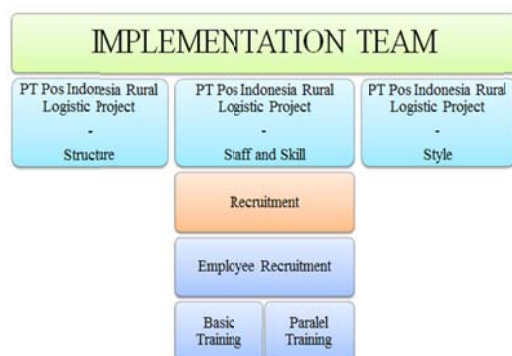 IMPLEMENTATION TEAM
PT Pos Indonesia Rural
Logistic Project
-
Structure
PT Pos Indonesia Rural
Logistic Project
-
Staff and Skill
PT Pos Indonesia Rural
Logistic Project
-
Style
Recruitment
Employee Recruitment
Basic
Training
Paralel
Training